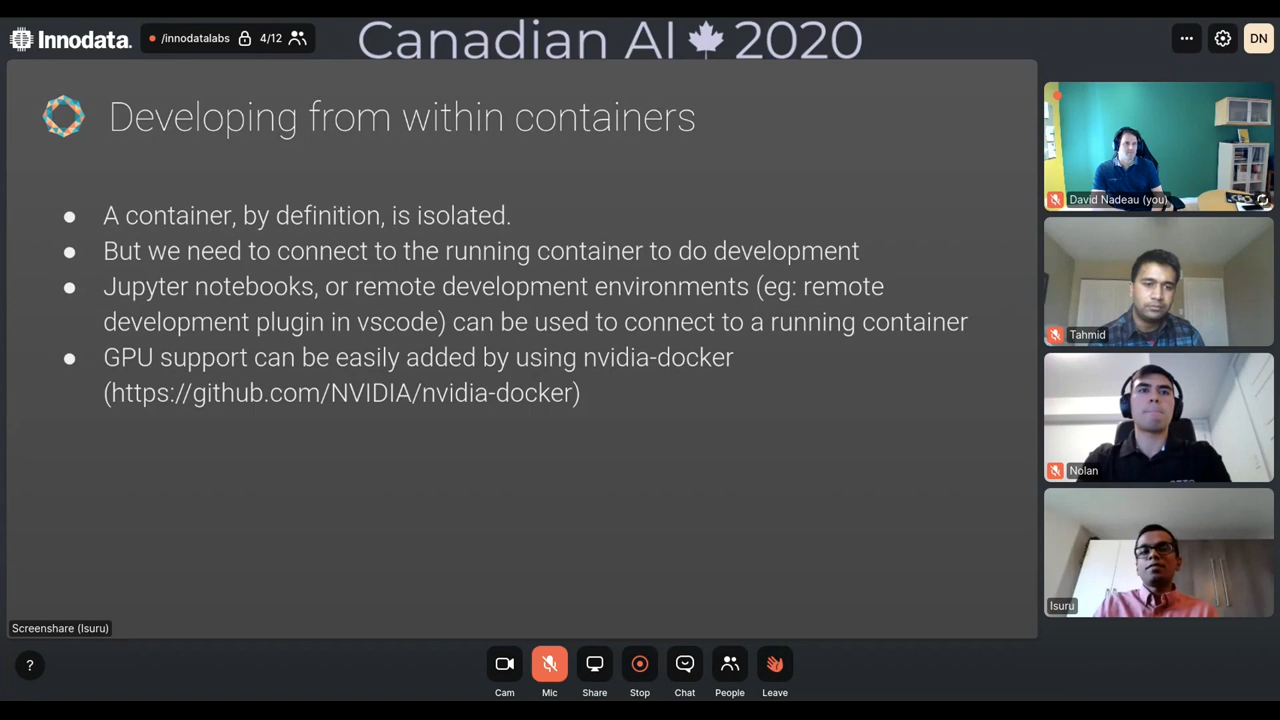 Innodata.
/innodatalabs
4/12
Canadian AI 2020
DN
Developing from within containers
● A container, by definition, is isolated.
● But we need to connect to the running container to do development
● Jupyter notebooks, or remote development environments (eg: remote
development plugin in vscode) can be used to connect to a running container
● GPU support can be easily added by using nvidia-docker
(https://github.com/NVIDIA/nvidia-docker)
David Nadeau (you)
Tahmid
Nolan
Isuru
Screenshare (Isuru)
?
Cam
Mic
Share
Stop
Chat
People
Leave